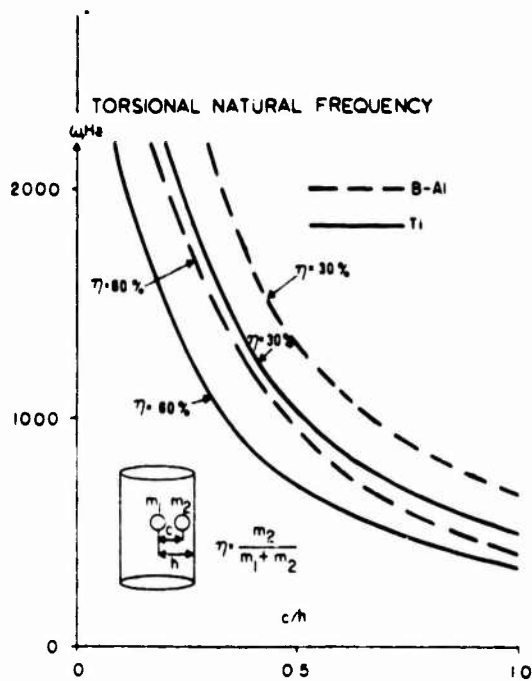 TORSIONAL NATURAL FREQUENCY
ω,Hz
2000
B-Al
Ti
η=30%
η=60%
η=30%
1000
η=60%
m₁ m₂
c
h
η= m₂
m₁+ m₂
c/h
0
0
0.5
1.0